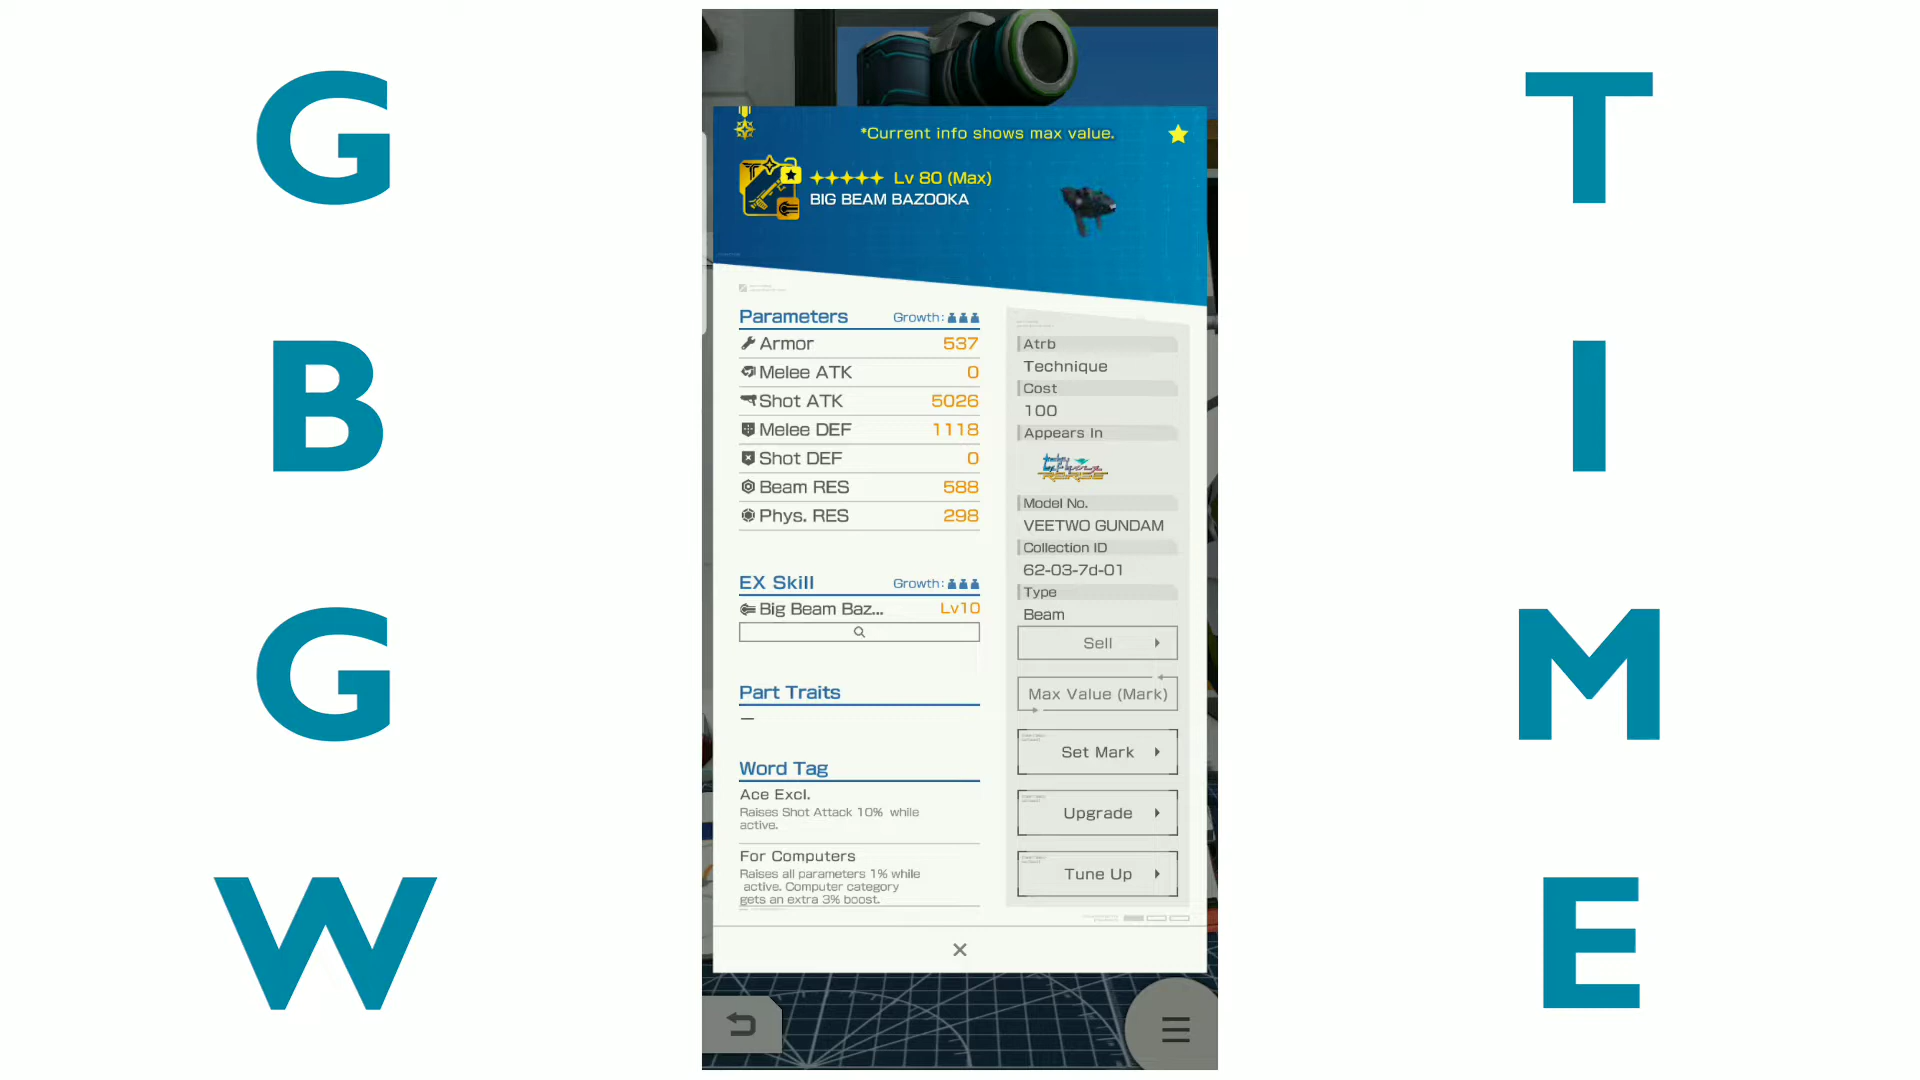 G
B
G
W
T
I
M
E
*Current info shows max value.
Lv 80 (Max)
BIG BEAM BAZOOKA
Parameters Growth:
Armor 537
Melee ATK 0
Shot ATK 5026
Melee DEF 1118
Shot DEF 0
Beam RES 588
Phys. RES 298
EX Skill Growth:
Big Beam Baz... Lv10
Part Traits
—
Word Tag
Ace Excl.
Raises Shot Attack 10% while
active.
For Computers
Raises all parameters 1% while
active. Computer category
gets an extra 3% boost.
Atrb
Technique
Cost
100
Appears In
Model No.
VEETWO GUNDAM
Collection ID
62-03-7d-01
Type
Beam
Sell
Max Value (Mark)
Set Mark
Upgrade
Tune Up